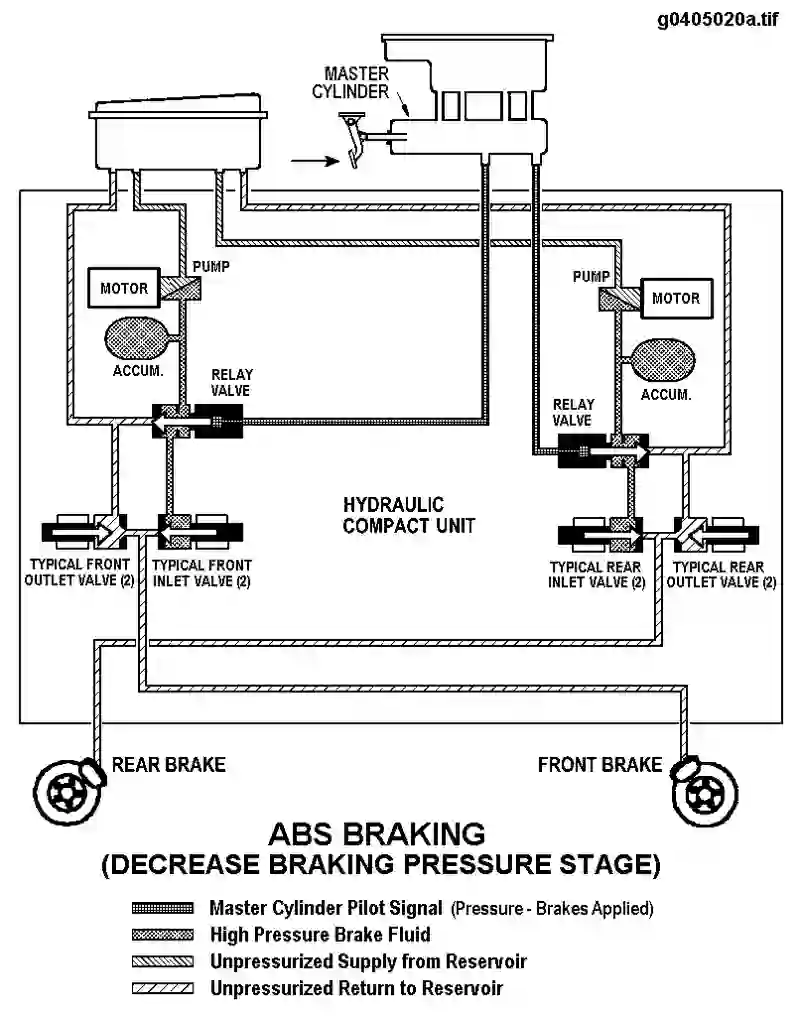 g0405020a.tif
MASTER
CYLINDER
PUMP
MOTOR
ACCUM.
RELAY
VALVE
PUMP
MOTOR
ACCUM.
RELAY
VALVE
HYDRAULIC
COMPACT UNIT
TYPICAL FRONT
OUTLET VALVE (2)
TYPICAL FRONT
INLET VALVE (2)
TYPICAL REAR
INLET VALVE (2)
TYPICAL REAR
OUTLET VALVE (2)
REAR BRAKE
FRONT BRAKE
ABS BRAKING
(DECREASE BRAKING PRESSURE STAGE)
Master Cylinder Pilot Signal (Pressure - Brakes Applied)
High Pressure Brake Fluid
Unpressurized Supply from Reservoir
Unpressurized Return to Reservoir